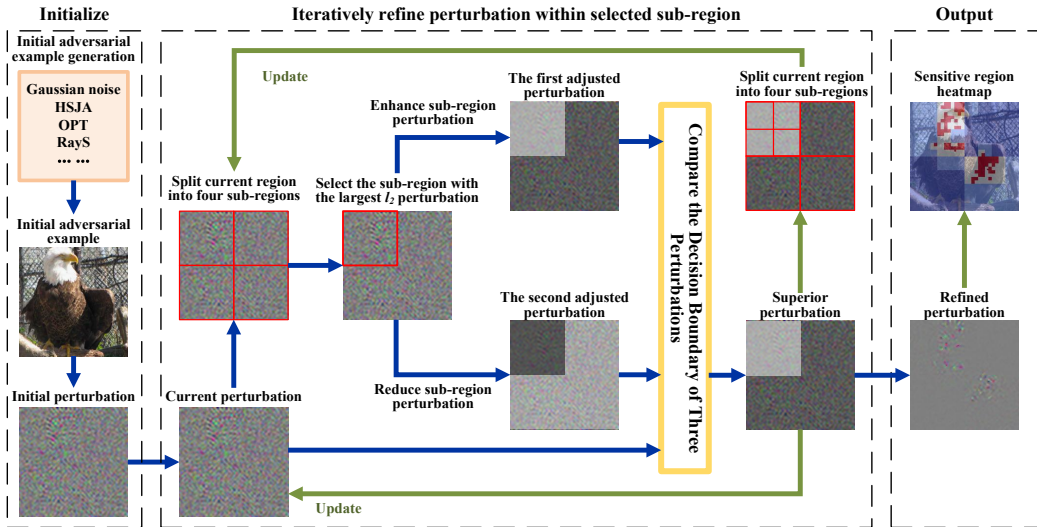 Initialize
Iteratively refine perturbation within selected sub-region
Output
Initial adversarial
example generation
Gaussian noise
HSJA
OPT
RayS
... ...
Initial adversarial
example
Initial perturbation
Update
Split current region
into four sub-regions
Current perturbation
Enhance sub-region
perturbation
Select the sub-region with
the largest l2 perturbation
Reduce sub-region
perturbation
The first adjusted
perturbation
The second adjusted
perturbation
Compare the Decision Boundary of Three
Perturbations
Split current region
into four sub-regions
Superior
perturbation
Update
Sensitive region
heatmap
Refined
perturbation